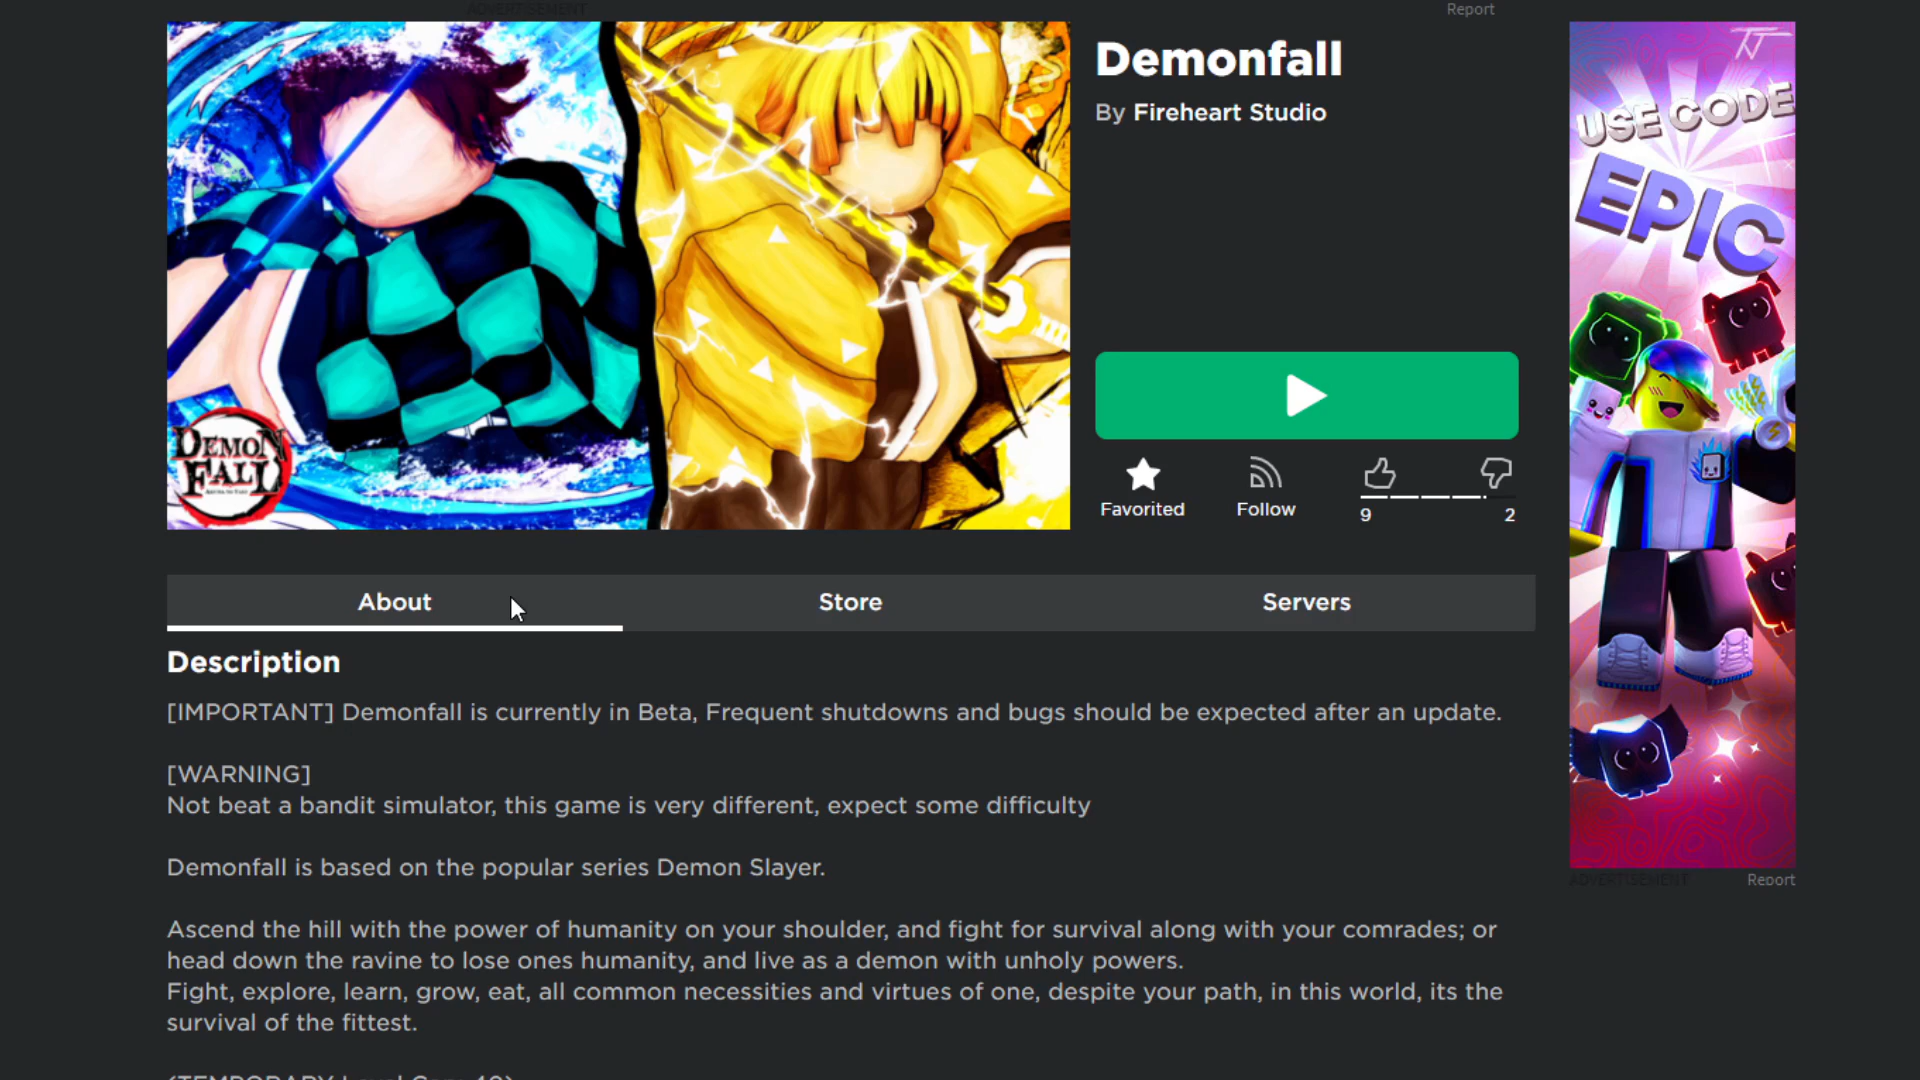 ADVERTISEMENT
Report
Demonfall
By Fireheart Studio
DEMON
FALL
TJ
USE CODE
EPIC
Favorited
Follow
9
2
About
Store
Servers
Description
[IMPORTANT] Demonfall is currently in Beta, Frequent shutdowns and bugs should be expected after an update.
[WARNING]
Not beat a bandit simulator, this game is very different, expect some difficulty
Demonfall is based on the popular series Demon Slayer.
Ascend the hill with the power of humanity on your shoulder, and fight for survival along with your comrades; or
head down the ravine to lose ones humanity, and live as a demon with unholy powers.
Fight, explore, learn, grow, eat, all common necessities and virtues of one, despite your path, in this world, its the
survival of the fittest.
ADVERTISEMENT
Report